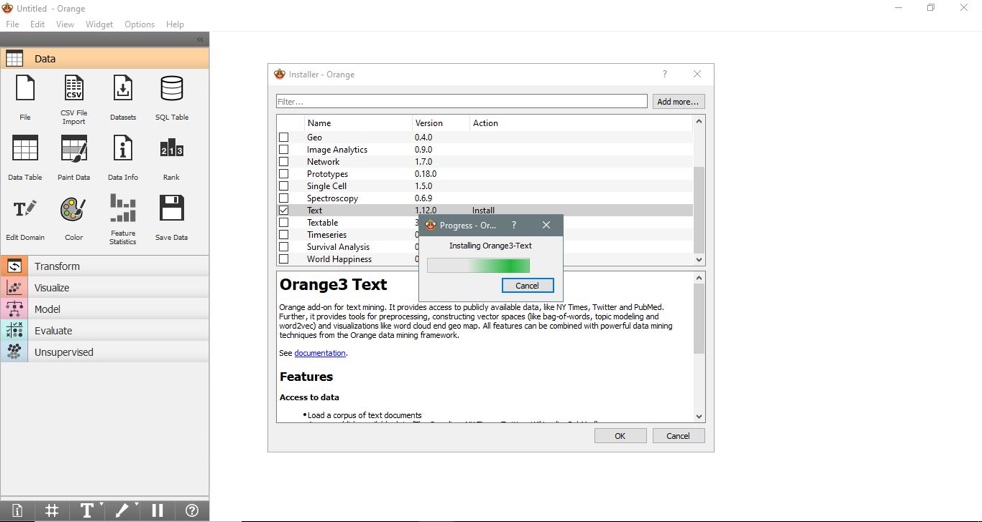 Untitled - Orange
File Edit View Widget Options Help
Data
File
CSV File
Import
Datasets
SQL Table
Data Table
Paint Data
Data Info
Rank
Edit Domain
Color
Feature
Statistics
Save Data
Transform
Visualize
Model
Evaluate
Unsupervised
Installer - Orange
Filter...
Add more...
Name Version Action
Geo 0.4.0
Image Analytics 0.9.0
Network 1.7.0
Prototypes 0.18.0
Single Cell 1.5.0
Spectroscopy 0.6.9
Text 1.12.0 Install
Textable 3
Timeseries 0
Survival Analysis 0
World Happiness 0
Progress - Or...
Installing Orange3-Text
Cancel
Orange3 Text
Orange add-on for text mining. It provides access to publicly available data, like NY Times, Twitter and PubMed.
Further, it provides tools for preprocessing, constructing vector spaces (like bag-of-words, topic modeling and
word2vec) and visualizations like word cloud end geo map. All features can be combined with powerful data mining
techniques from the Orange data mining framework.
See documentation.
Features
Access to data
•Load a corpus of text documents
OK
Cancel